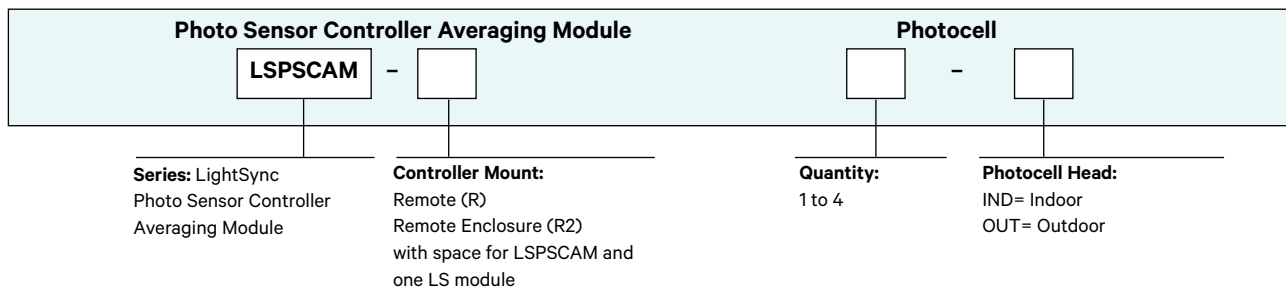 Photo Sensor Controller Averaging Module
Photocell
LSPSCAM –
–
Series: LightSync
Photo Sensor Controller
Averaging Module
Controller Mount:
Remote (R)
Remote Enclosure (R2)
with space for LSPSCAM and
one LS module
Quantity:
1 to 4
Photocell Head:
IND= Indoor
OUT= Outdoor